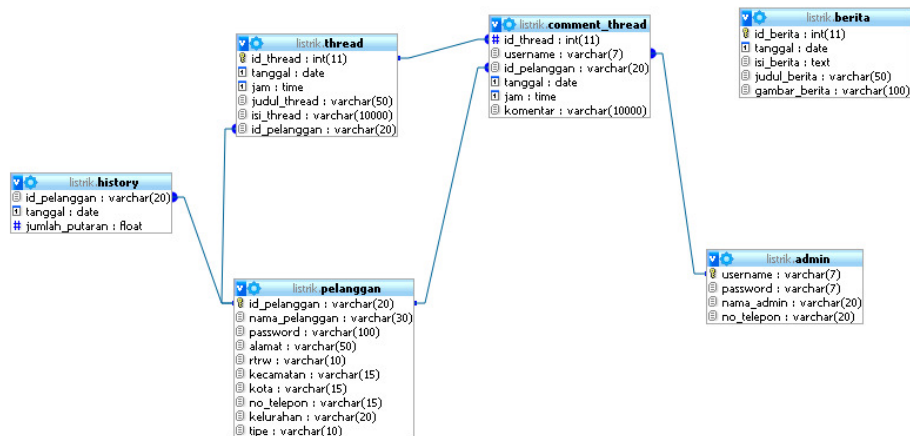 listrik.thread
id_thread : int(11)
tanggal : date
jam : time
judul_thread : varchar(50)
isi_thread : varchar(10000)
id_pelanggan : varchar(20)
listrik.comment_thread
id_thread : int(11)
username : varchar(7)
id_pelanggan : varchar(20)
tanggal : date
jam : time
komentar : varchar(10000)
listrik.berita
id_berita : int(11)
tanggal : date
isi_berita : text
judul_berita : varchar(50)
gambar_berita : varchar(100)
listrik.history
id_pelanggan : varchar(20)
tanggal : date
jumlah_putaran : float
listrik.pelanggan
id_pelanggan : varchar(20)
nama_pelanggan : varchar(30)
password : varchar(100)
alamat : varchar(50)
rtrw : varchar(10)
kecamatan : varchar(15)
kota : varchar(15)
no_telepon : varchar(15)
kelurahan : varchar(20)
tipe : varchar(10)
listrik.admin
username : varchar(7)
password : varchar(7)
nama_admin : varchar(20)
no_telepon : varchar(20)